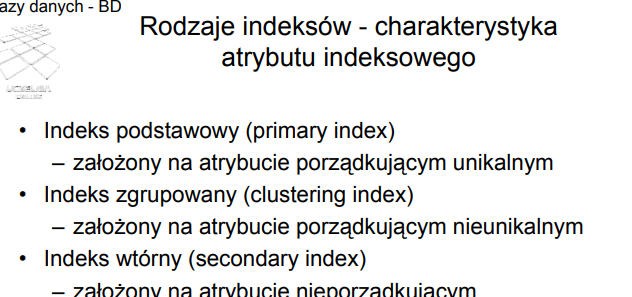 azy danych - BD
Rodzaje indeksów - charakterystyka
atrybutu indeksowego
• Indeks podstawowy (primary index)
– założony na atrybucie porządkującym unikalnym
• Indeks zgrupowany (clustering index)
– założony na atrybucie porządkującym nieunikalnym
• Indeks wtórny (secondary index)
– założony na atrybucie nieporządkującym